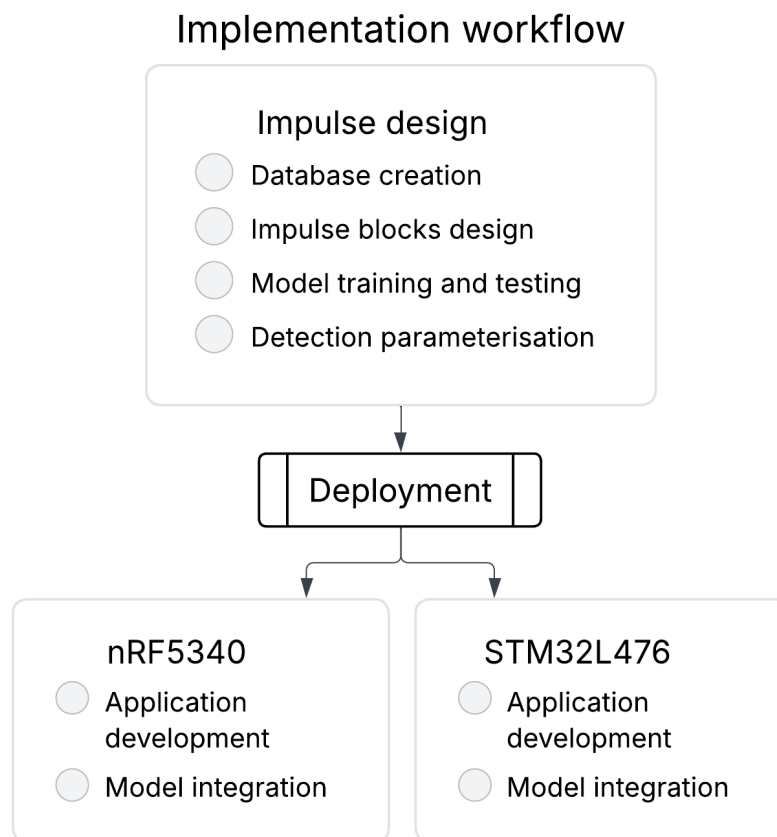 Implementation workflow
Impulse design
Database creation
Impulse blocks design
Model training and testing
Detection parameterisation
Deployment
nRF5340
Application
development
Model integration
STM32L476
Application
development
Model integration